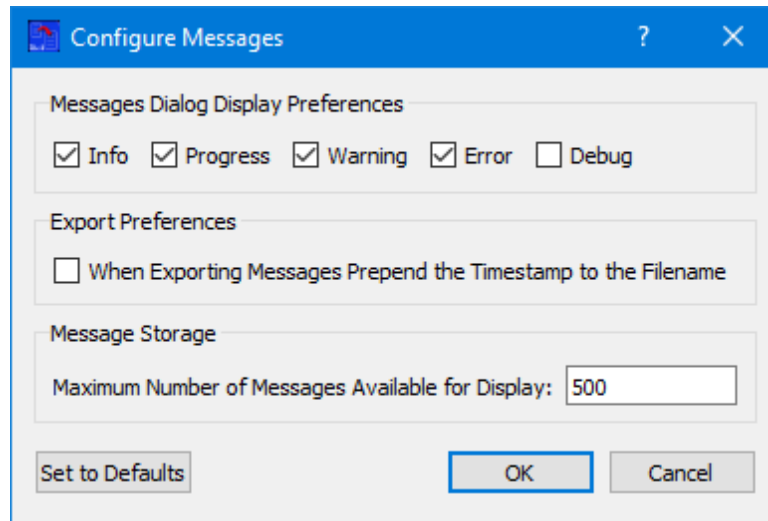 Configure Messages
Messages Dialog Display Preferences
Info Progress Warning Error Debug
Export Preferences
When Exporting Messages Prepend the Timestamp to the Filename
Message Storage
Maximum Number of Messages Available for Display: 500
Set to Defaults OK Cancel